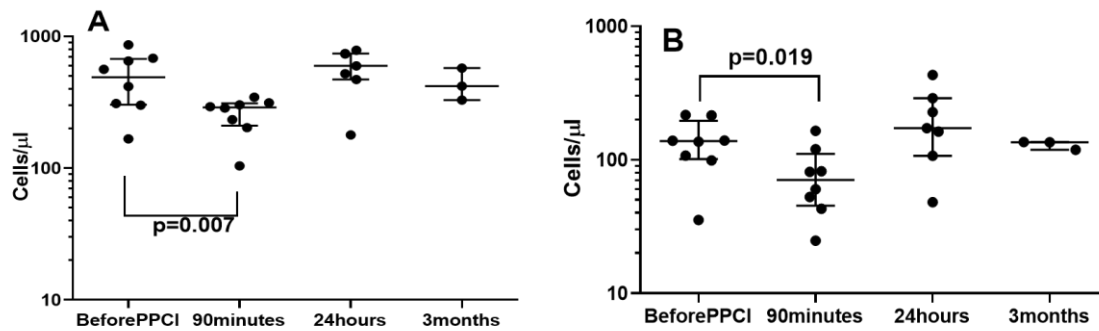 A
1000
100
10
Cells/µl
p=0.007
BeforePPCI 90minutes 24hours 3months
B
1000
100
10
Cells/µl
p=0.019
BeforePPCI 90minutes 24hours 3months